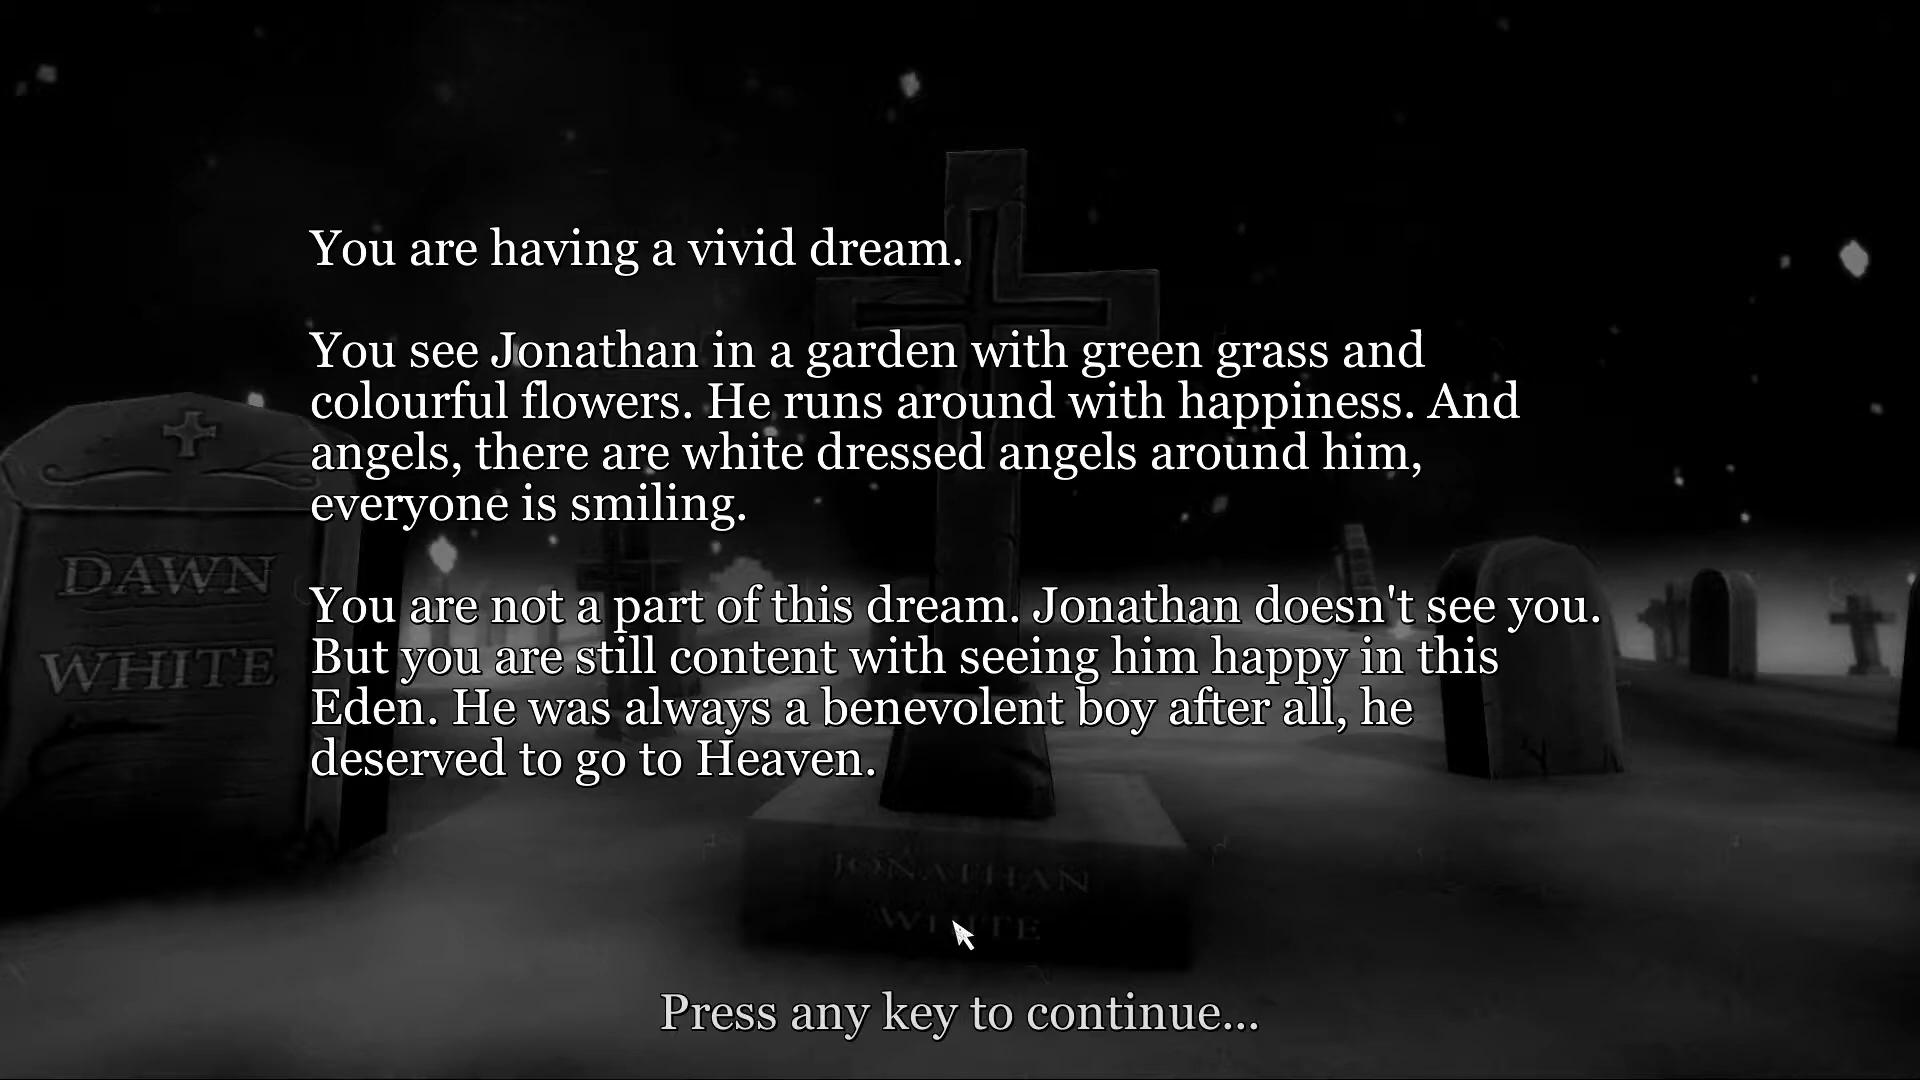 You are having a vivid dream.
You see Jonathan in a garden with green grass and
colourful flowers. He runs around with happiness. And
angels, there are white dressed angels around him,
everyone is smiling.
You are not a part of this dream. Jonathan doesn't see you.
But you are still content with seeing him happy in this
Eden. He was always a benevolent boy after all, he
deserved to go to Heaven.
DAWN
WHITE
JONATHAN
WHITE
Press any key to continue...